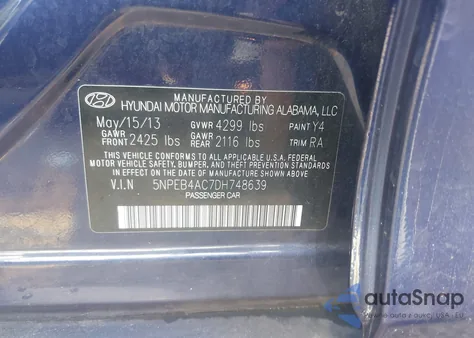 MANUFACTURED BY
HYUNDAI MOTOR MANUFACTURING ALABAMA, LLC
May/15/13 GVWR 4299 lbs PAINT Y4
GAWR FRONT 2425 lbs GAWR REAR 2116 lbs TRIM RA
THIS VEHICLE CONFORMS TO ALL APPLICABLE U.S.A FEDERAL
MOTOR VEHICLE SAFETY, BUMPER, AND THEFT PREVENTION STANDARDS
IN EFFECT ON THE DATE OF MANUFACTURE SHOWN ABOVE.
V.I.N 5NPEB4AC7DH748639
PASSENGER CAR
autoSnap